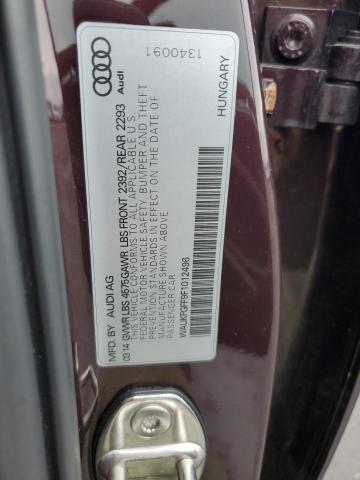 MFD. BY AUDI AG
03 14 GVWR LBS 4575 GAWR LBS FRONT 2392/REAR 2293
THIS VEHICLE CONFORMS TO ALL APPLICABLE U.S.
FEDERAL MOTOR VEHICLE SAFETY, BUMPER AND THEFT
PREVENTION STANDARDS IN EFFECT ON THE DATE OF
MANUFACTURE SHOWN ABOVE
PASSENGER CAR
WAUKFGFF9F1012496
Audi
1340091
HUNGARY